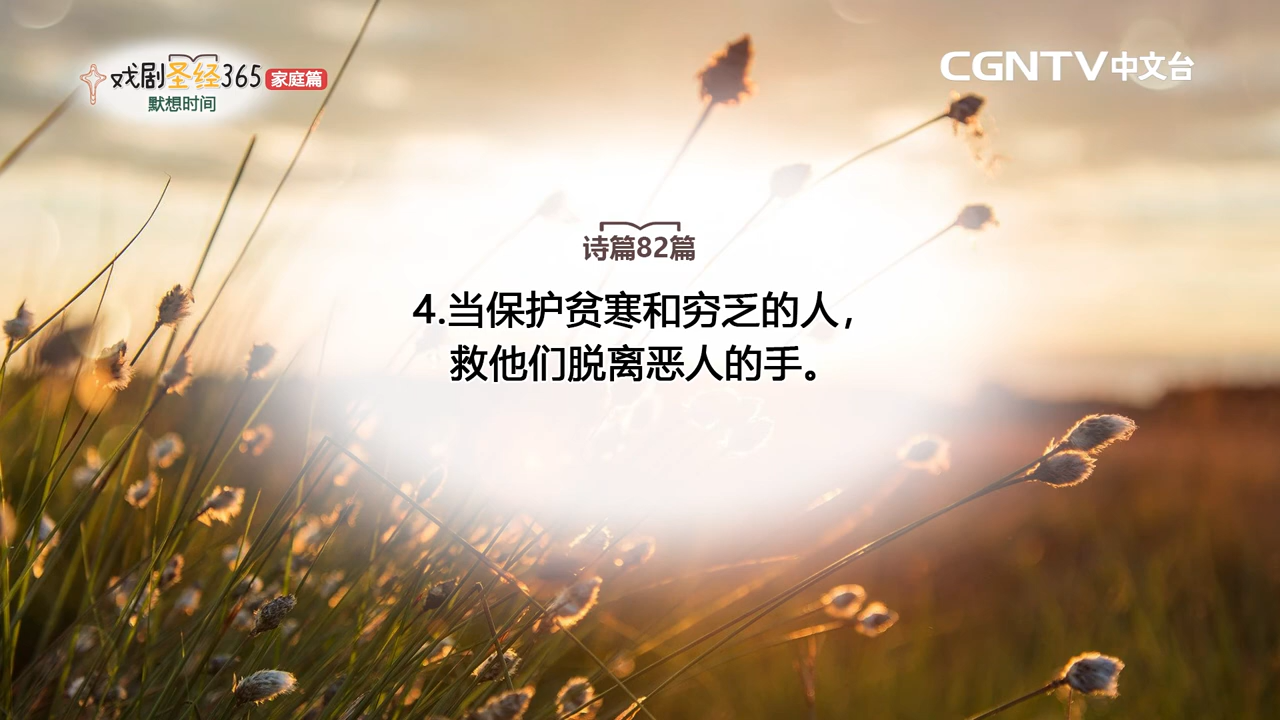 戏剧圣经365 家庭篇
默想时间
CGNTV中文台
诗篇82篇
4.当保护贫寒和穷乏的人，
救他们脱离恶人的手。